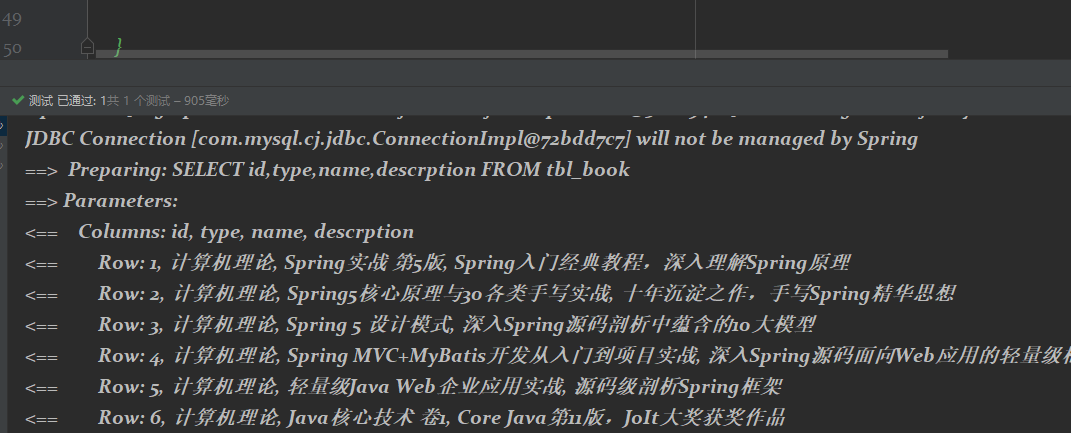 49
50 }
测试 已通过: 1共 1 个测试 – 905毫秒
JDBC Connection [com.mysql.cj.jdbc.ConnectionImpl@72bdd7c7] will not be managed by Spring
==> Preparing: SELECT id,type,name,descrption FROM tbl_book
==> Parameters:
<== Columns: id, type, name, descrption
<== Row: 1, 计算机理论, Spring实战 第5版, Spring入门经典教程，深入理解Spring原理
<== Row: 2, 计算机理论, Spring5核心原理与30各类手写实战, 十年沉淀之作，手写Spring精华思想
<== Row: 3, 计算机理论, Spring 5 设计模式, 深入Spring源码剖析中蕴含的10大模型
<== Row: 4, 计算机理论, Spring MVC+MyBatis开发从入门到项目实战, 深入Spring源码面向Web应用的轻量级
<== Row: 5, 计算机理论, 轻量级Java Web企业应用实战, 源码级剖析Spring框架
<== Row: 6, 计算机理论, Java核心技术 卷1, Core Java第11版，JoIt大奖获奖作品